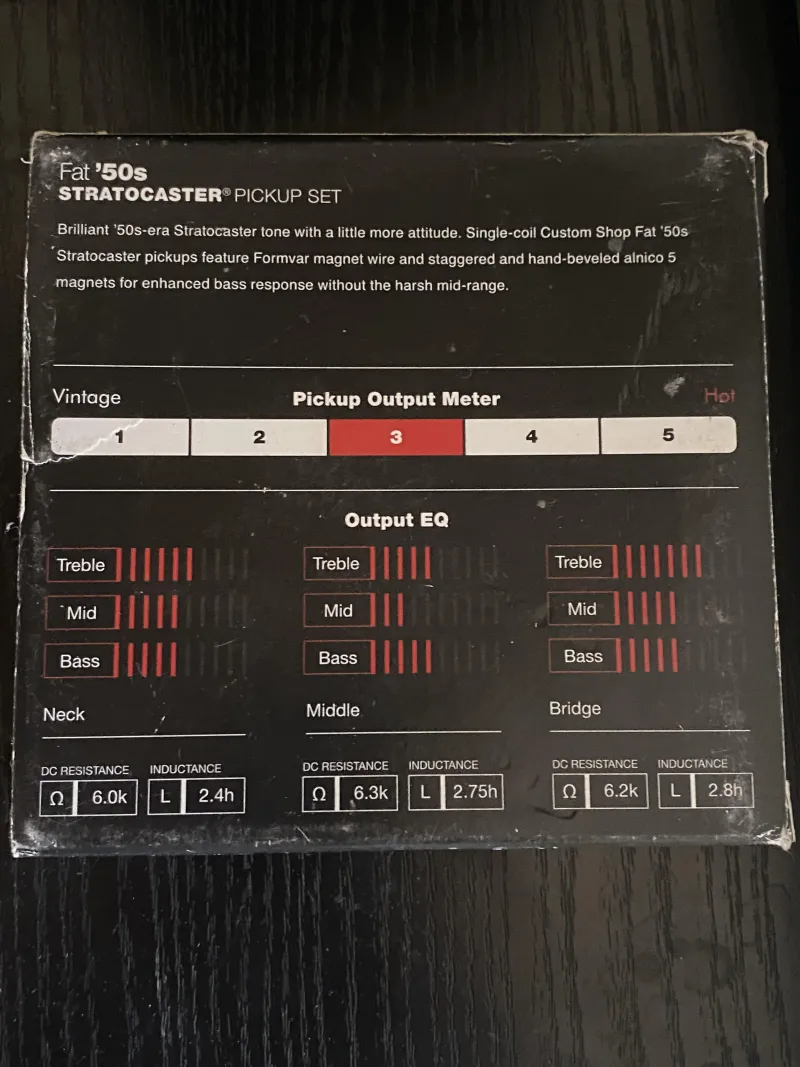 Fat '50s
STRATOCASTER® PICKUP SET
Brilliant '50s-era Stratocaster tone with a little more attitude. Single-coil Custom Shop Fat '50s
Stratocaster pickups feature Formvar magnet wire and staggered and hand-beveled alnico 5
magnets for enhanced bass response without the harsh mid-range.
Vintage Pickup Output Meter Hot
1 2 3 4 5
Output EQ
Treble Treble Treble
Mid Mid Mid
Bass Bass Bass
Neck Middle Bridge
DC RESISTANCE INDUCTANCE DC RESISTANCE INDUCTANCE DC RESISTANCE INDUCTANCE
Ω 6.0k L 2.4h Ω 6.3k L 2.75h Ω 6.2k L 2.8h